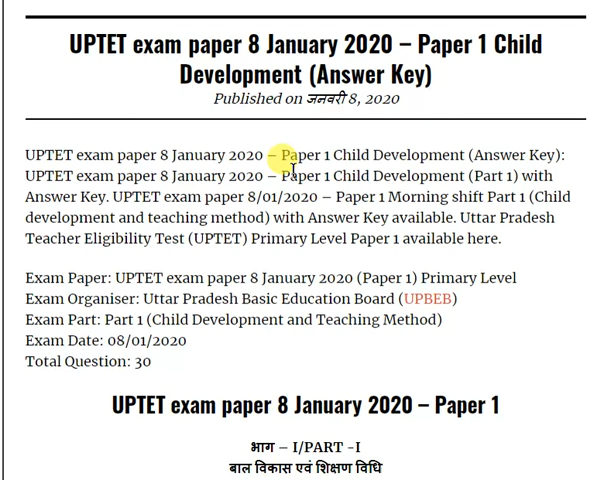 UPTET exam paper 8 January 2020 – Paper 1 Child
Development (Answer Key)
Published on जनवरी 8, 2020
UPTET exam paper 8 January 2020 – Paper 1 Child Development (Answer Key):
UPTET exam paper 8 January 2020 – Paper 1 Child Development (Part 1) with
Answer Key. UPTET exam paper 8/01/2020 – Paper 1 Morning shift Part 1 (Child
development and teaching method) with Answer Key available. Uttar Pradesh
Teacher Eligibility Test (UPTET) Primary Level Paper 1 available here.
Exam Paper: UPTET exam paper 8 January 2020 (Paper 1) Primary Level
Exam Organiser: Uttar Pradesh Basic Education Board (UPBEB)
Exam Part: Part 1 (Child Development and Teaching Method)
Exam Date: 08/01/2020
Total Question: 30
UPTET exam paper 8 January 2020 – Paper 1
भाग – I/PART -I
बाल विकास एवं शिक्षण विधि